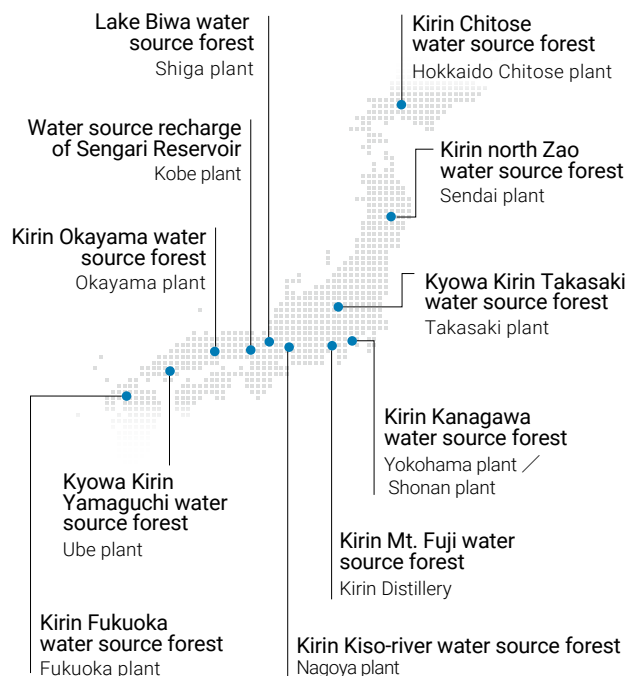 Lake Biwa water
source forest
Shiga plant
Kirin Chitose
water source forest
Hokkaido Chitose plant
Water source recharge
of Sengari Reservoir
Kobe plant
Kirin north Zao
water source forest
Sendai plant
Kirin Okayama water
source forest
Okayama plant
Kyowa Kirin Takasaki
water source forest
Takasaki plant
Kirin Kanagawa
water source forest
Yokohama plant ／
Shonan plant
Kyowa Kirin
Yamaguchi water
source forest
Ube plant
Kirin Mt. Fuji water
source forest
Kirin Distillery
Kirin Fukuoka
water source forest
Fukuoka plant
Kirin Kiso-river water source forest
Nagoya plant